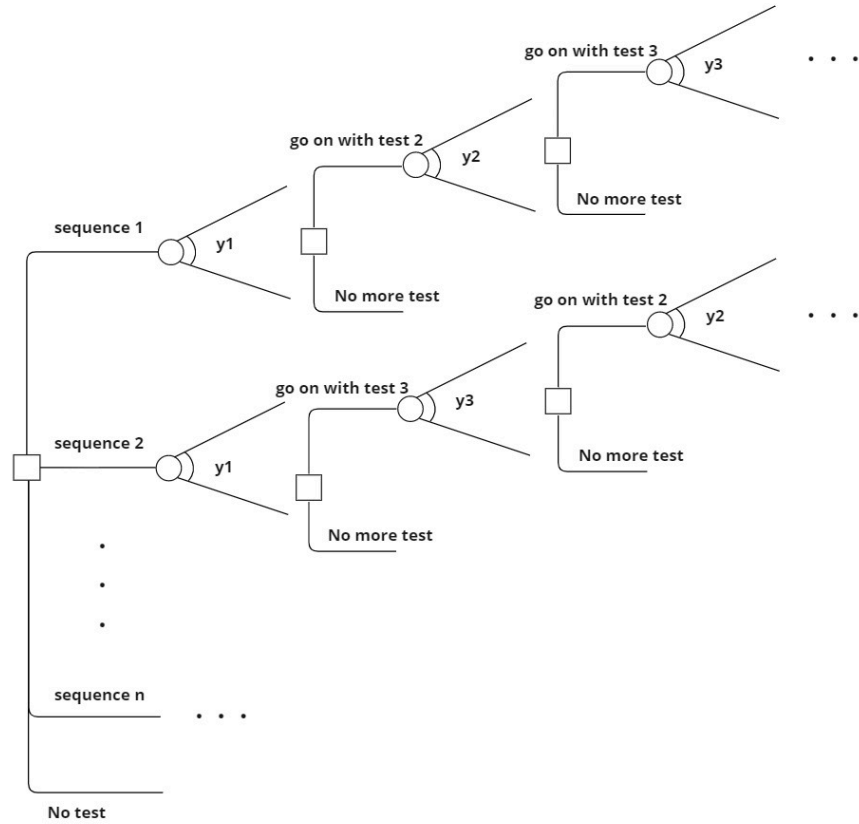 go on with test 3
y3
. . .
go on with test 2
y2
No more test
sequence 1
y1
No more test
go on with test 2
y2
. . .
go on with test 3
y3
No more test
sequence 2
y1
No more test
.
.
.
sequence n
. . .
No test